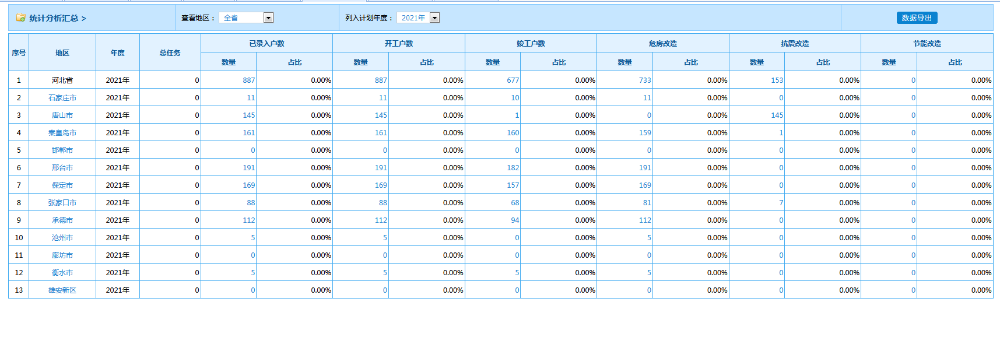 统计分析汇总 > 查看地区： 全省 列入计划年度： 2021年 数据导出
序号 地区 年度 总任务 已录入户数 开工户数 竣工户数 危房改造 抗震改造 节能改造
数量 占比 数量 占比 数量 占比 数量 占比 数量 占比 数量 占比
1 河北省 2021年 0 887 0.00% 887 0.00% 677 0.00% 733 0.00% 153 0.00% 0 0.00%
2 石家庄市 2021年 0 11 0.00% 11 0.00% 10 0.00% 11 0.00% 0 0.00% 0 0.00%
3 唐山市 2021年 0 145 0.00% 145 0.00% 1 0.00% 0 0.00% 145 0.00% 0 0.00%
4 秦皇岛市 2021年 0 161 0.00% 161 0.00% 160 0.00% 159 0.00% 1 0.00% 0 0.00%
5 邯郸市 2021年 0 0 0.00% 0 0.00% 0 0.00% 0 0.00% 0 0.00% 0 0.00%
6 邢台市 2021年 0 191 0.00% 191 0.00% 182 0.00% 191 0.00% 0 0.00% 0 0.00%
7 保定市 2021年 0 169 0.00% 169 0.00% 157 0.00% 169 0.00% 0 0.00% 0 0.00%
8 张家口市 2021年 0 88 0.00% 88 0.00% 68 0.00% 81 0.00% 7 0.00% 0 0.00%
9 承德市 2021年 0 112 0.00% 112 0.00% 94 0.00% 112 0.00% 0 0.00% 0 0.00%
10 沧州市 2021年 0 5 0.00% 5 0.00% 0 0.00% 5 0.00% 0 0.00% 0 0.00%
11 廊坊市 2021年 0 0 0.00% 0 0.00% 0 0.00% 0 0.00% 0 0.00% 0 0.00%
12 衡水市 2021年 0 5 0.00% 5 0.00% 5 0.00% 5 0.00% 0 0.00% 0 0.00%
13 雄安新区 2021年 0 0 0.00% 0 0.00% 0 0.00% 0 0.00% 0 0.00% 0 0.00%